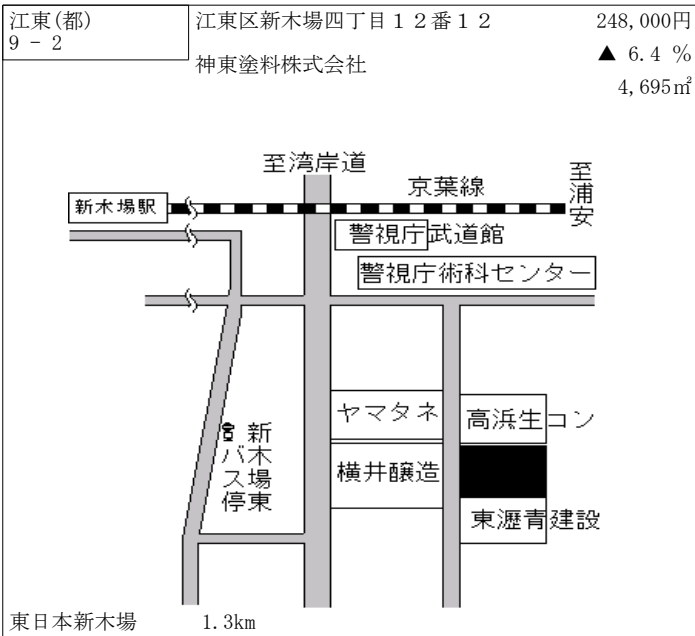 江東(都)
9 - 2
江東区新木場四丁目１２番１２
神東塗料株式会社
248,000円
▲ 6.4 %
4,695㎡
至湾岸道
京葉線
至浦安
新木場駅
警視庁武道館
警視庁術科センター
ヤマタネ
高浜生コン
新木場東
バス停
横井醸造
東瀝青建設
東日本新木場
1.3km